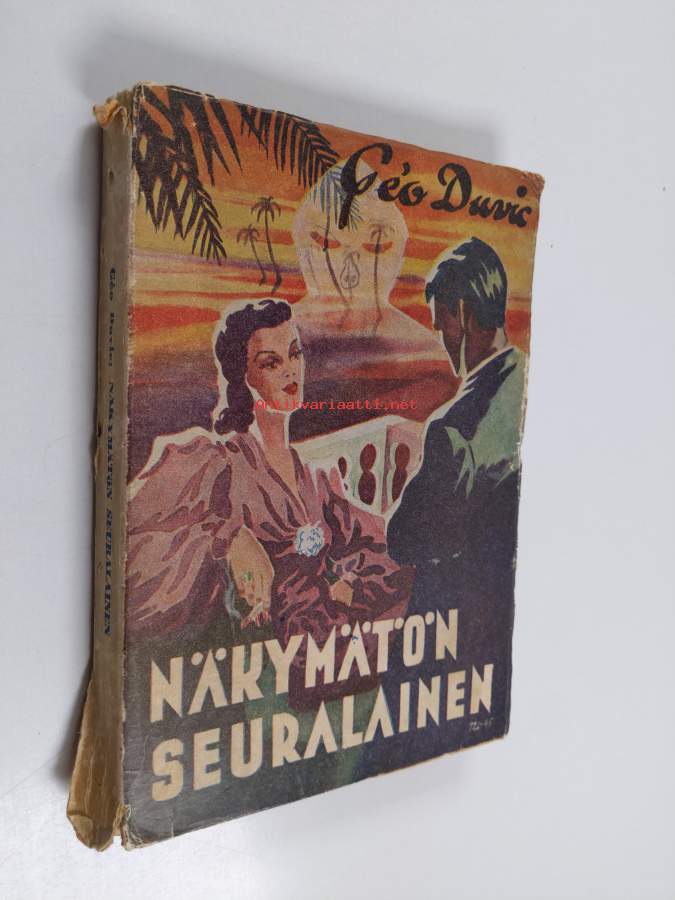 Géo Duvic
antikvariaatti.net
NÄKYMÄTÖN
SEURALAINEN
Géo Duvic: NÄKYMÄTÖN SEURALAINEN